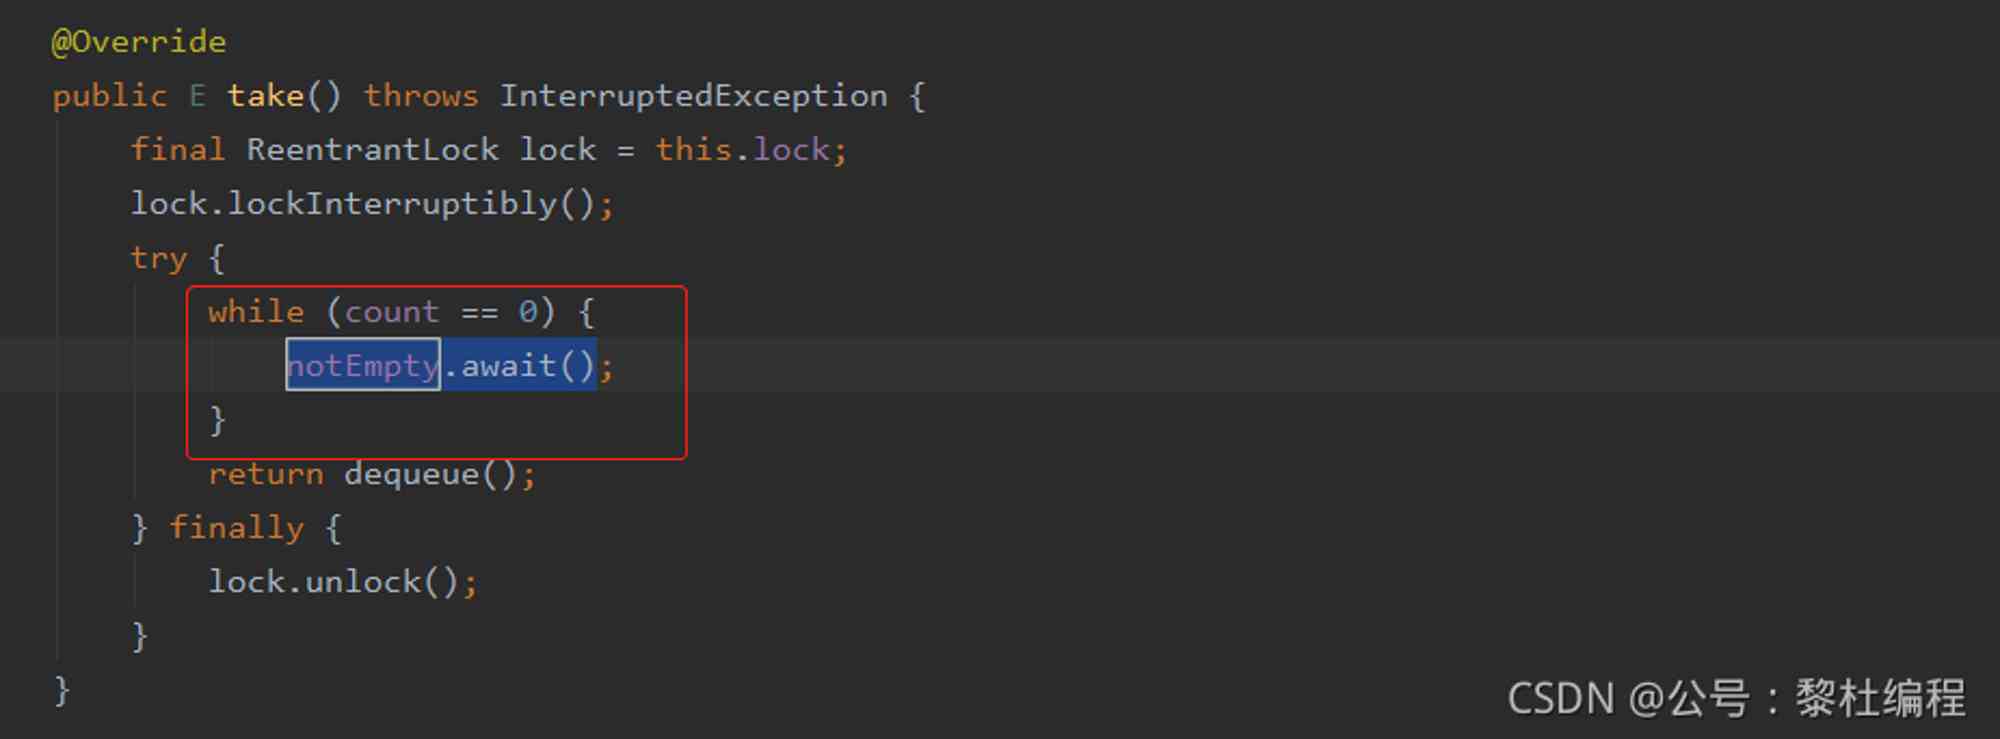 @Override
public E take() throws InterruptedException {
    final ReentrantLock lock = this.lock;
    lock.lockInterruptibly();
    try {
        while (count == 0) {
            notEmpty.await();
        }
        return dequeue();
    } finally {
        lock.unlock();
    }
}
CSDN @公号：黎杜编程